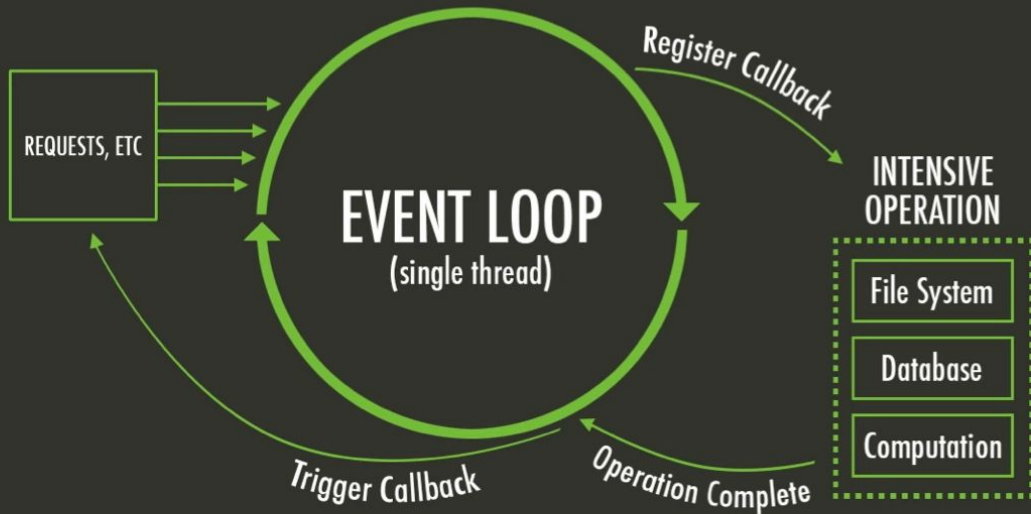 REQUESTS, ETC
EVENT LOOP
(single thread)
Register Callback
INTENSIVE
OPERATION
File System
Database
Computation
Operation Complete
Trigger Callback